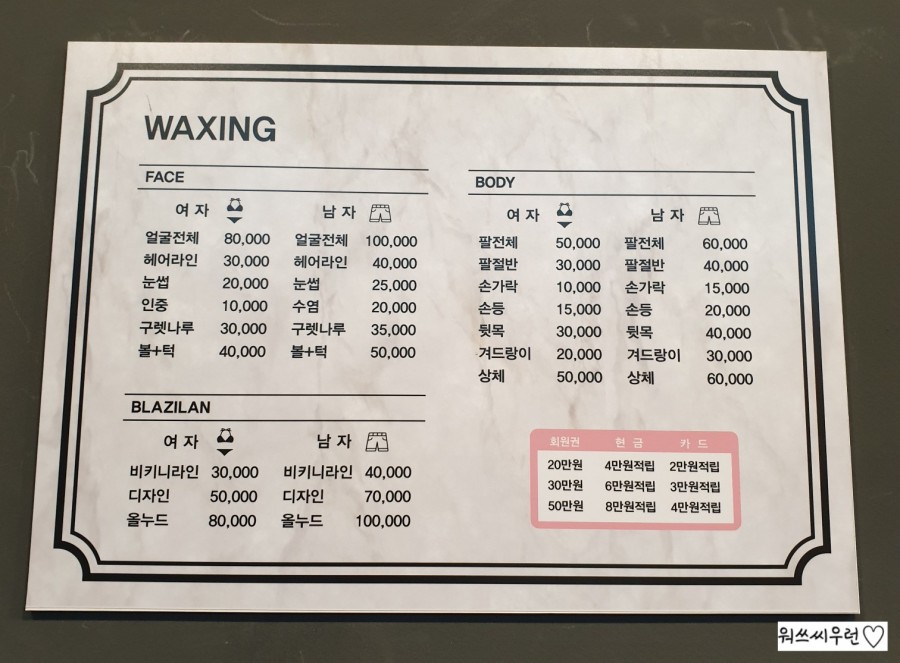 WAXING
FACE
여자 남자
얼굴전체 80,000 얼굴전체 100,000
헤어라인 30,000 헤어라인 40,000
눈썹 20,000 눈썹 25,000
인중 10,000 수염 20,000
구렛나루 30,000 구렛나루 35,000
볼+턱 40,000 볼+턱 50,000
BLAZILAN
여자 남자
비키니라인 30,000 비키니라인 40,000
디자인 50,000 디자인 70,000
올누드 80,000 올누드 100,000
BODY
여자 남자
팔전체 50,000 팔전체 60,000
팔절반 30,000 팔절반 40,000
손가락 10,000 손가락 15,000
손등 15,000 손등 20,000
뒷목 30,000 뒷목 40,000
겨드랑이 20,000 겨드랑이 30,000
상체 50,000 상체 60,000
회원권 현금 카드
20만원 4만원적립 2만원적립
30만원 6만원적립 3만원적립
50만원 8만원적립 4만원적립
워쓰씨우런♡